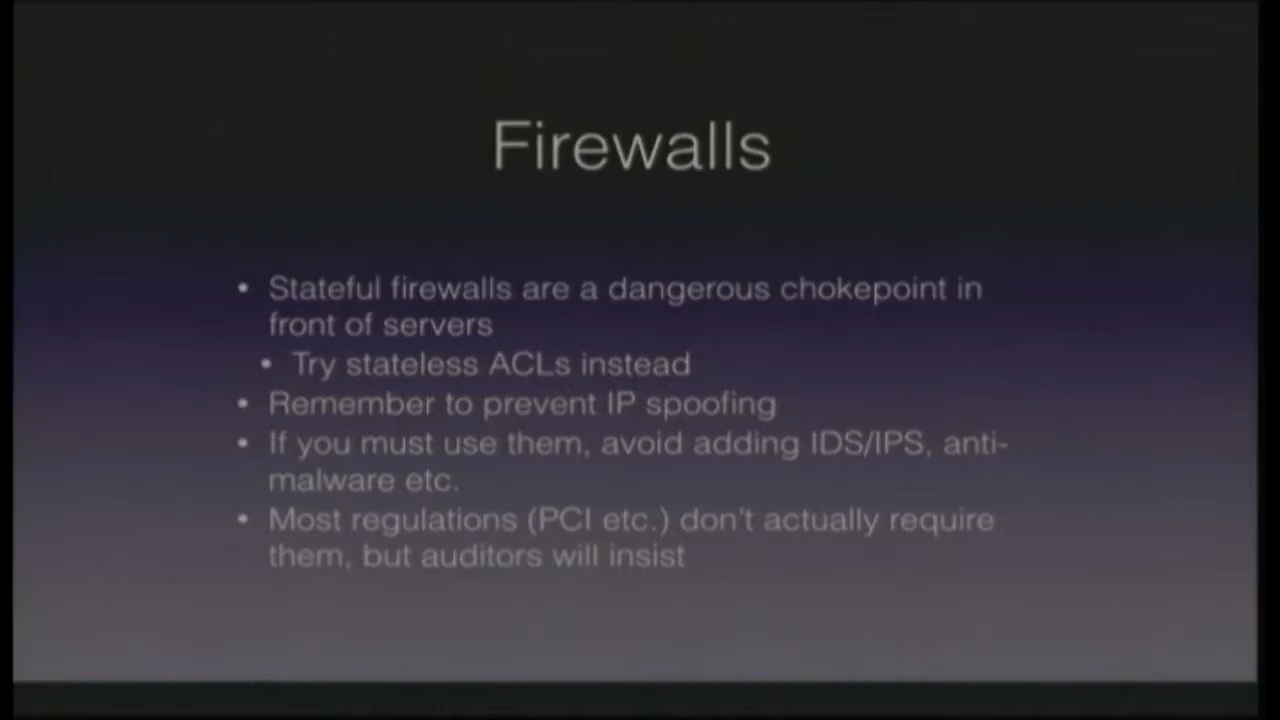 Firewalls
• Stateful firewalls are a dangerous chokepoint in
front of servers
• Try stateless ACLs instead
• Remember to prevent IP spoofing
• If you must use them, avoid adding IDS/IPS, anti-
malware etc.
• Most regulations (PCI etc.) don't actually require
them, but auditors will insist